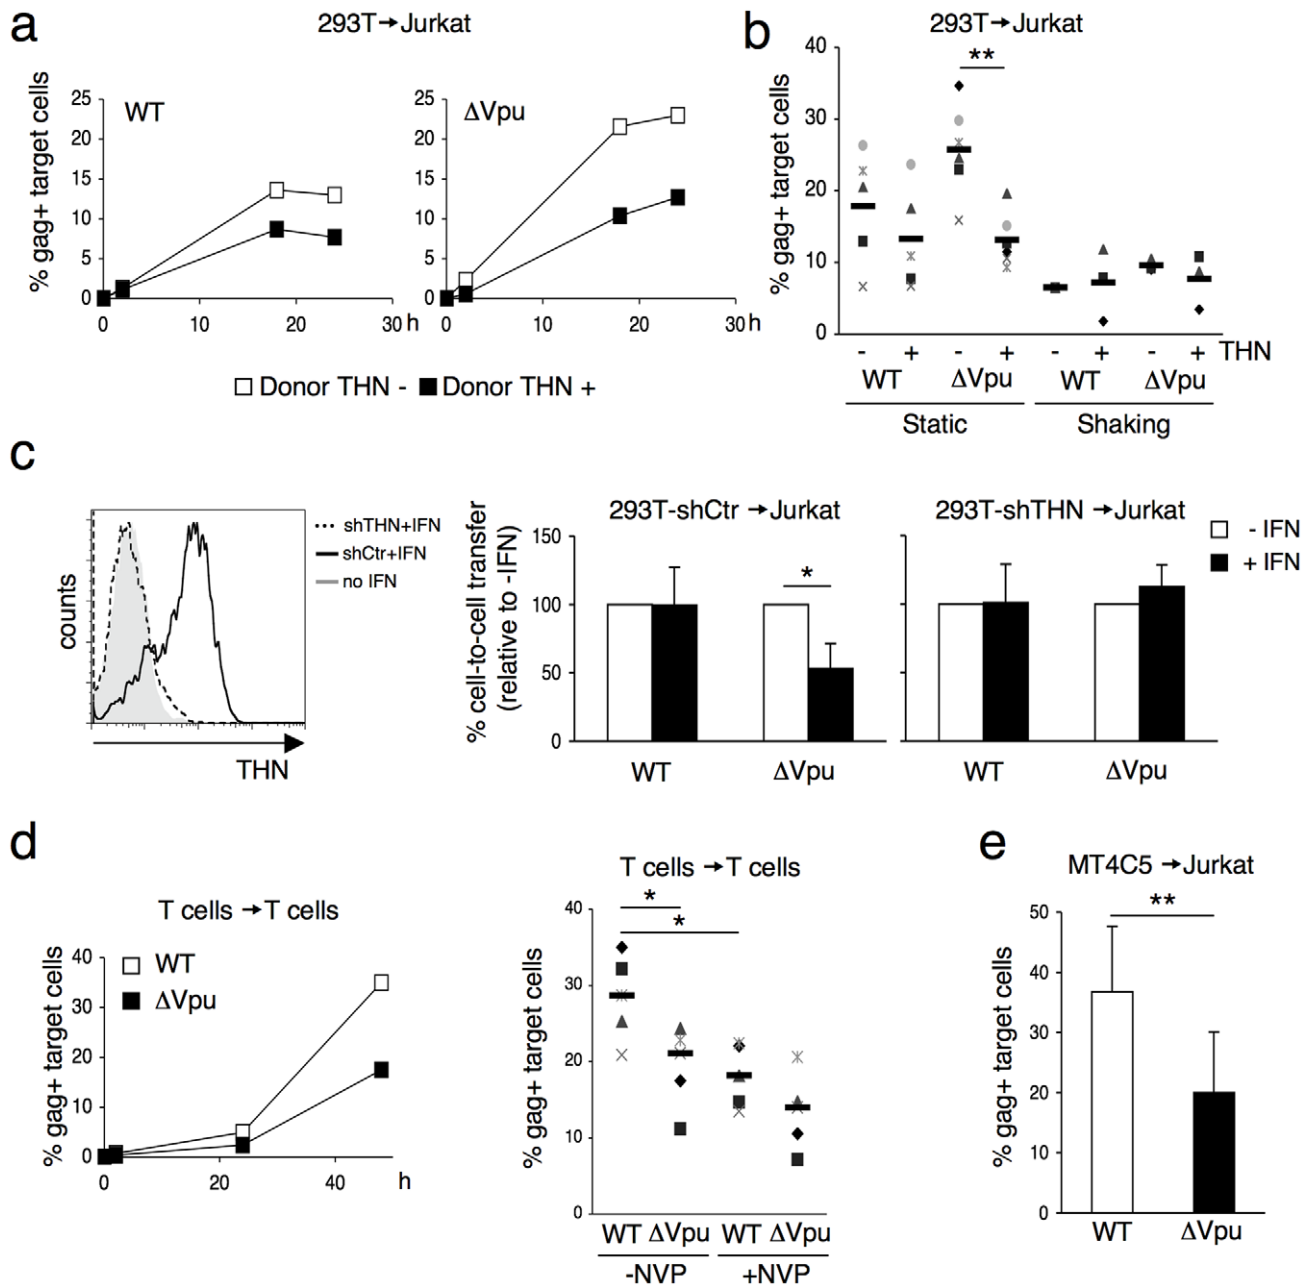 a
293T→Jurkat
WT
ΔVpu
% gag+ target cells
25
20
15
10
5
0
0 10 20 30 h
25
20
15
10
5
0
0 10 20 30 h
Donor THN - Donor THN +
b
293T→Jurkat
% gag+ target cells
40
30
20
10
0
**
- + - + - + - + THN
WT ΔVpu WT ΔVpu
Static Shaking
c
counts
THN
shTHN+IFN
shCtr+IFN
no IFN
% cell-to-cell transfer
(relative to -IFN)
293T-shCtr →Jurkat
150
100
50
0
*
WT ΔVpu
293T-shTHN →Jurkat
WT ΔVpu
- IFN
+ IFN
d
T cells →T cells
% gag+ target cells
WT
ΔVpu
40
30
20
10
0
0 20 40 h
T cells →T cells
% gag+ target cells
40
30
20
10
0
*
*
WT ΔVpu WT ΔVpu
-NVP +NVP
e
MT4C5 →Jurkat
% gag+ target cells
50
40
30
20
10
0
**
WT ΔVpu